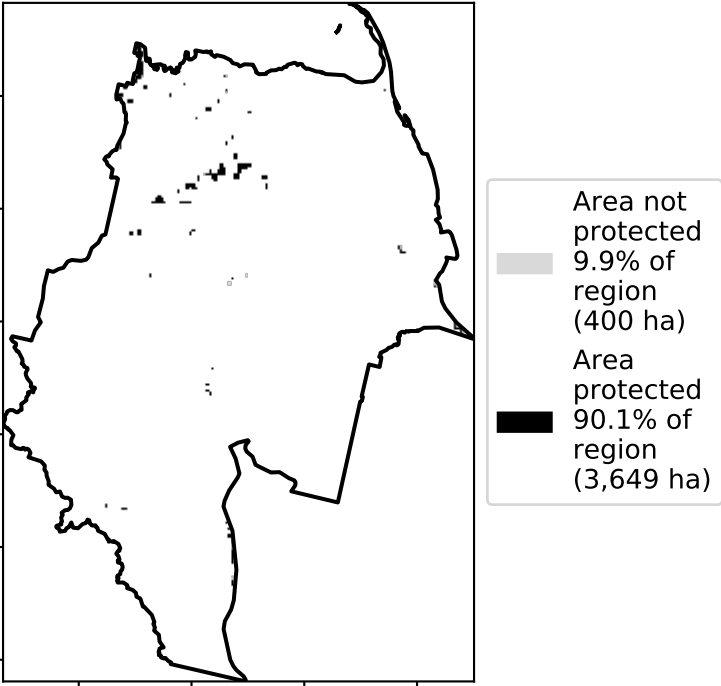 Area not
protected
9.9% of
region
(400 ha)
Area
protected
90.1% of
region
(3,649 ha)